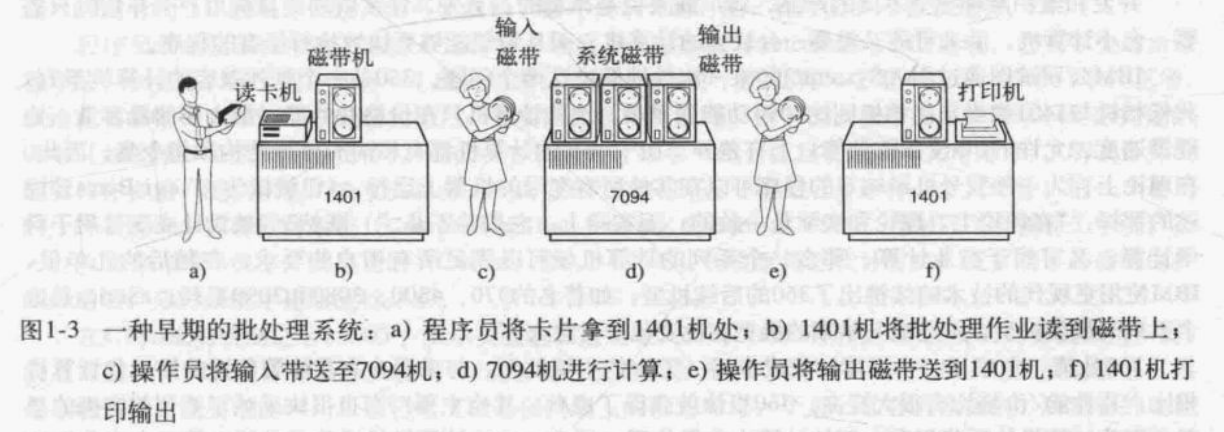 读卡机
磁带机
1401
输入
磁带
系统磁带
7094
输出
磁带
打印机
1401
a) b) c) d) e) f)
图1-3 一种早期的批处理系统：a) 程序员将卡片拿到1401机处；b) 1401机将批处理作业读到磁带上；
c) 操作员将输入带送至7094机；d) 7094机进行计算；e) 操作员将输出磁带送到1401机；f) 1401机打
印输出